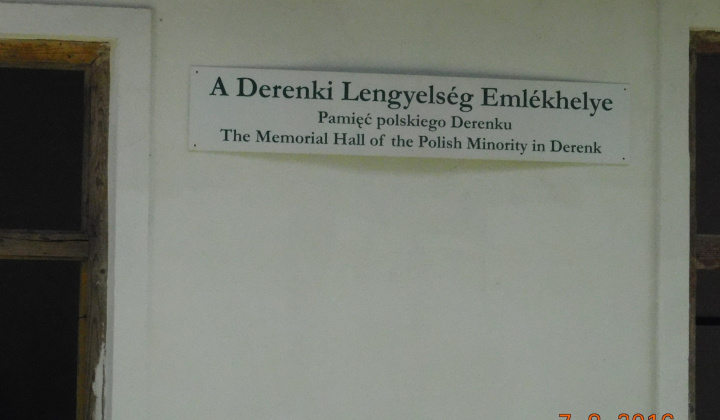 A Derenki Lengyelség Emlékhelye
Pamięć polskiego Derenku
The Memorial Hall of the Polish Minority in Derenk